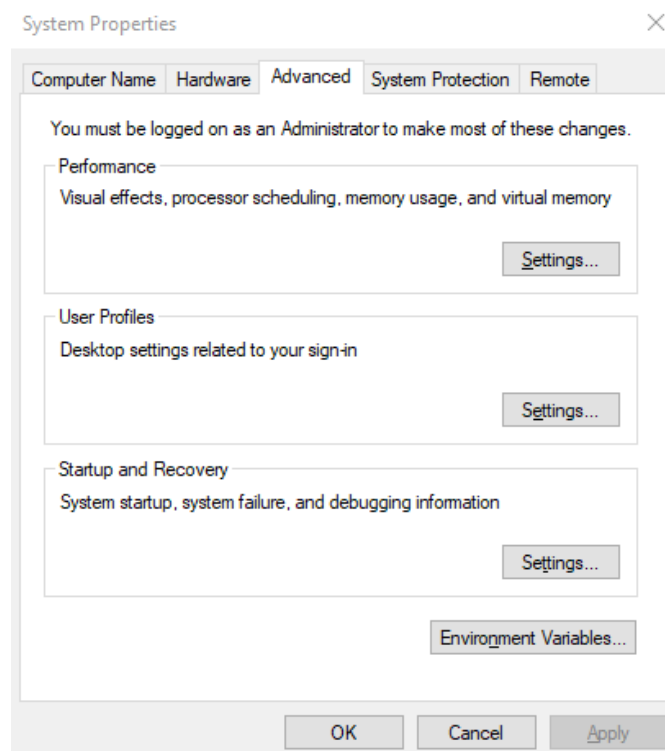 System Properties
Computer Name Hardware Advanced System Protection Remote
You must be logged on as an Administrator to make most of these changes.
Performance
Visual effects, processor scheduling, memory usage, and virtual memory
Settings...
User Profiles
Desktop settings related to your sign-in
Settings...
Startup and Recovery
System startup, system failure, and debugging information
Settings...
Environment Variables...
OK Cancel Apply